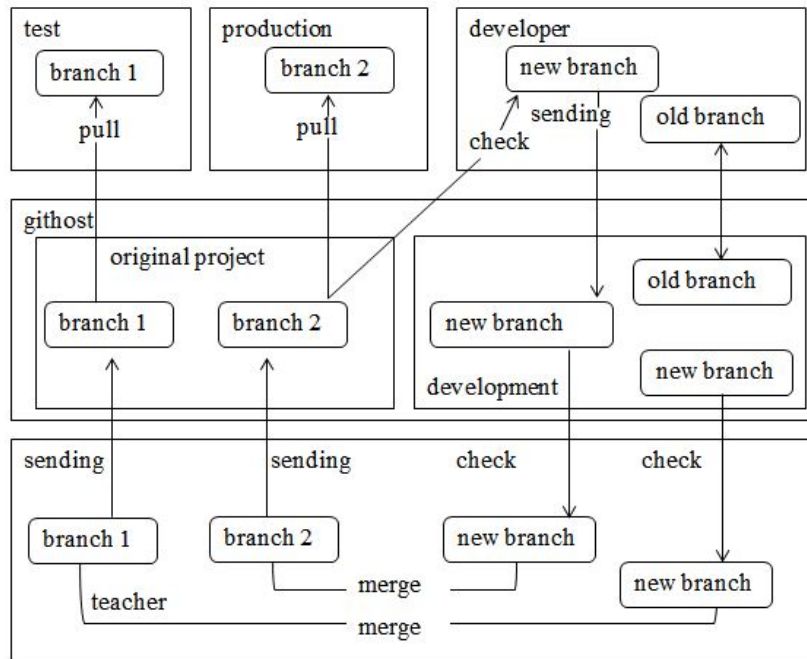 test
branch 1
pull
production
branch 2
pull
developer
new branch
sending
check
old branch
githost
original project
branch 1
branch 2
old branch
new branch
development
new branch
sending
sending
check
check
branch 1
branch 2
new branch
new branch
teacher
merge
merge